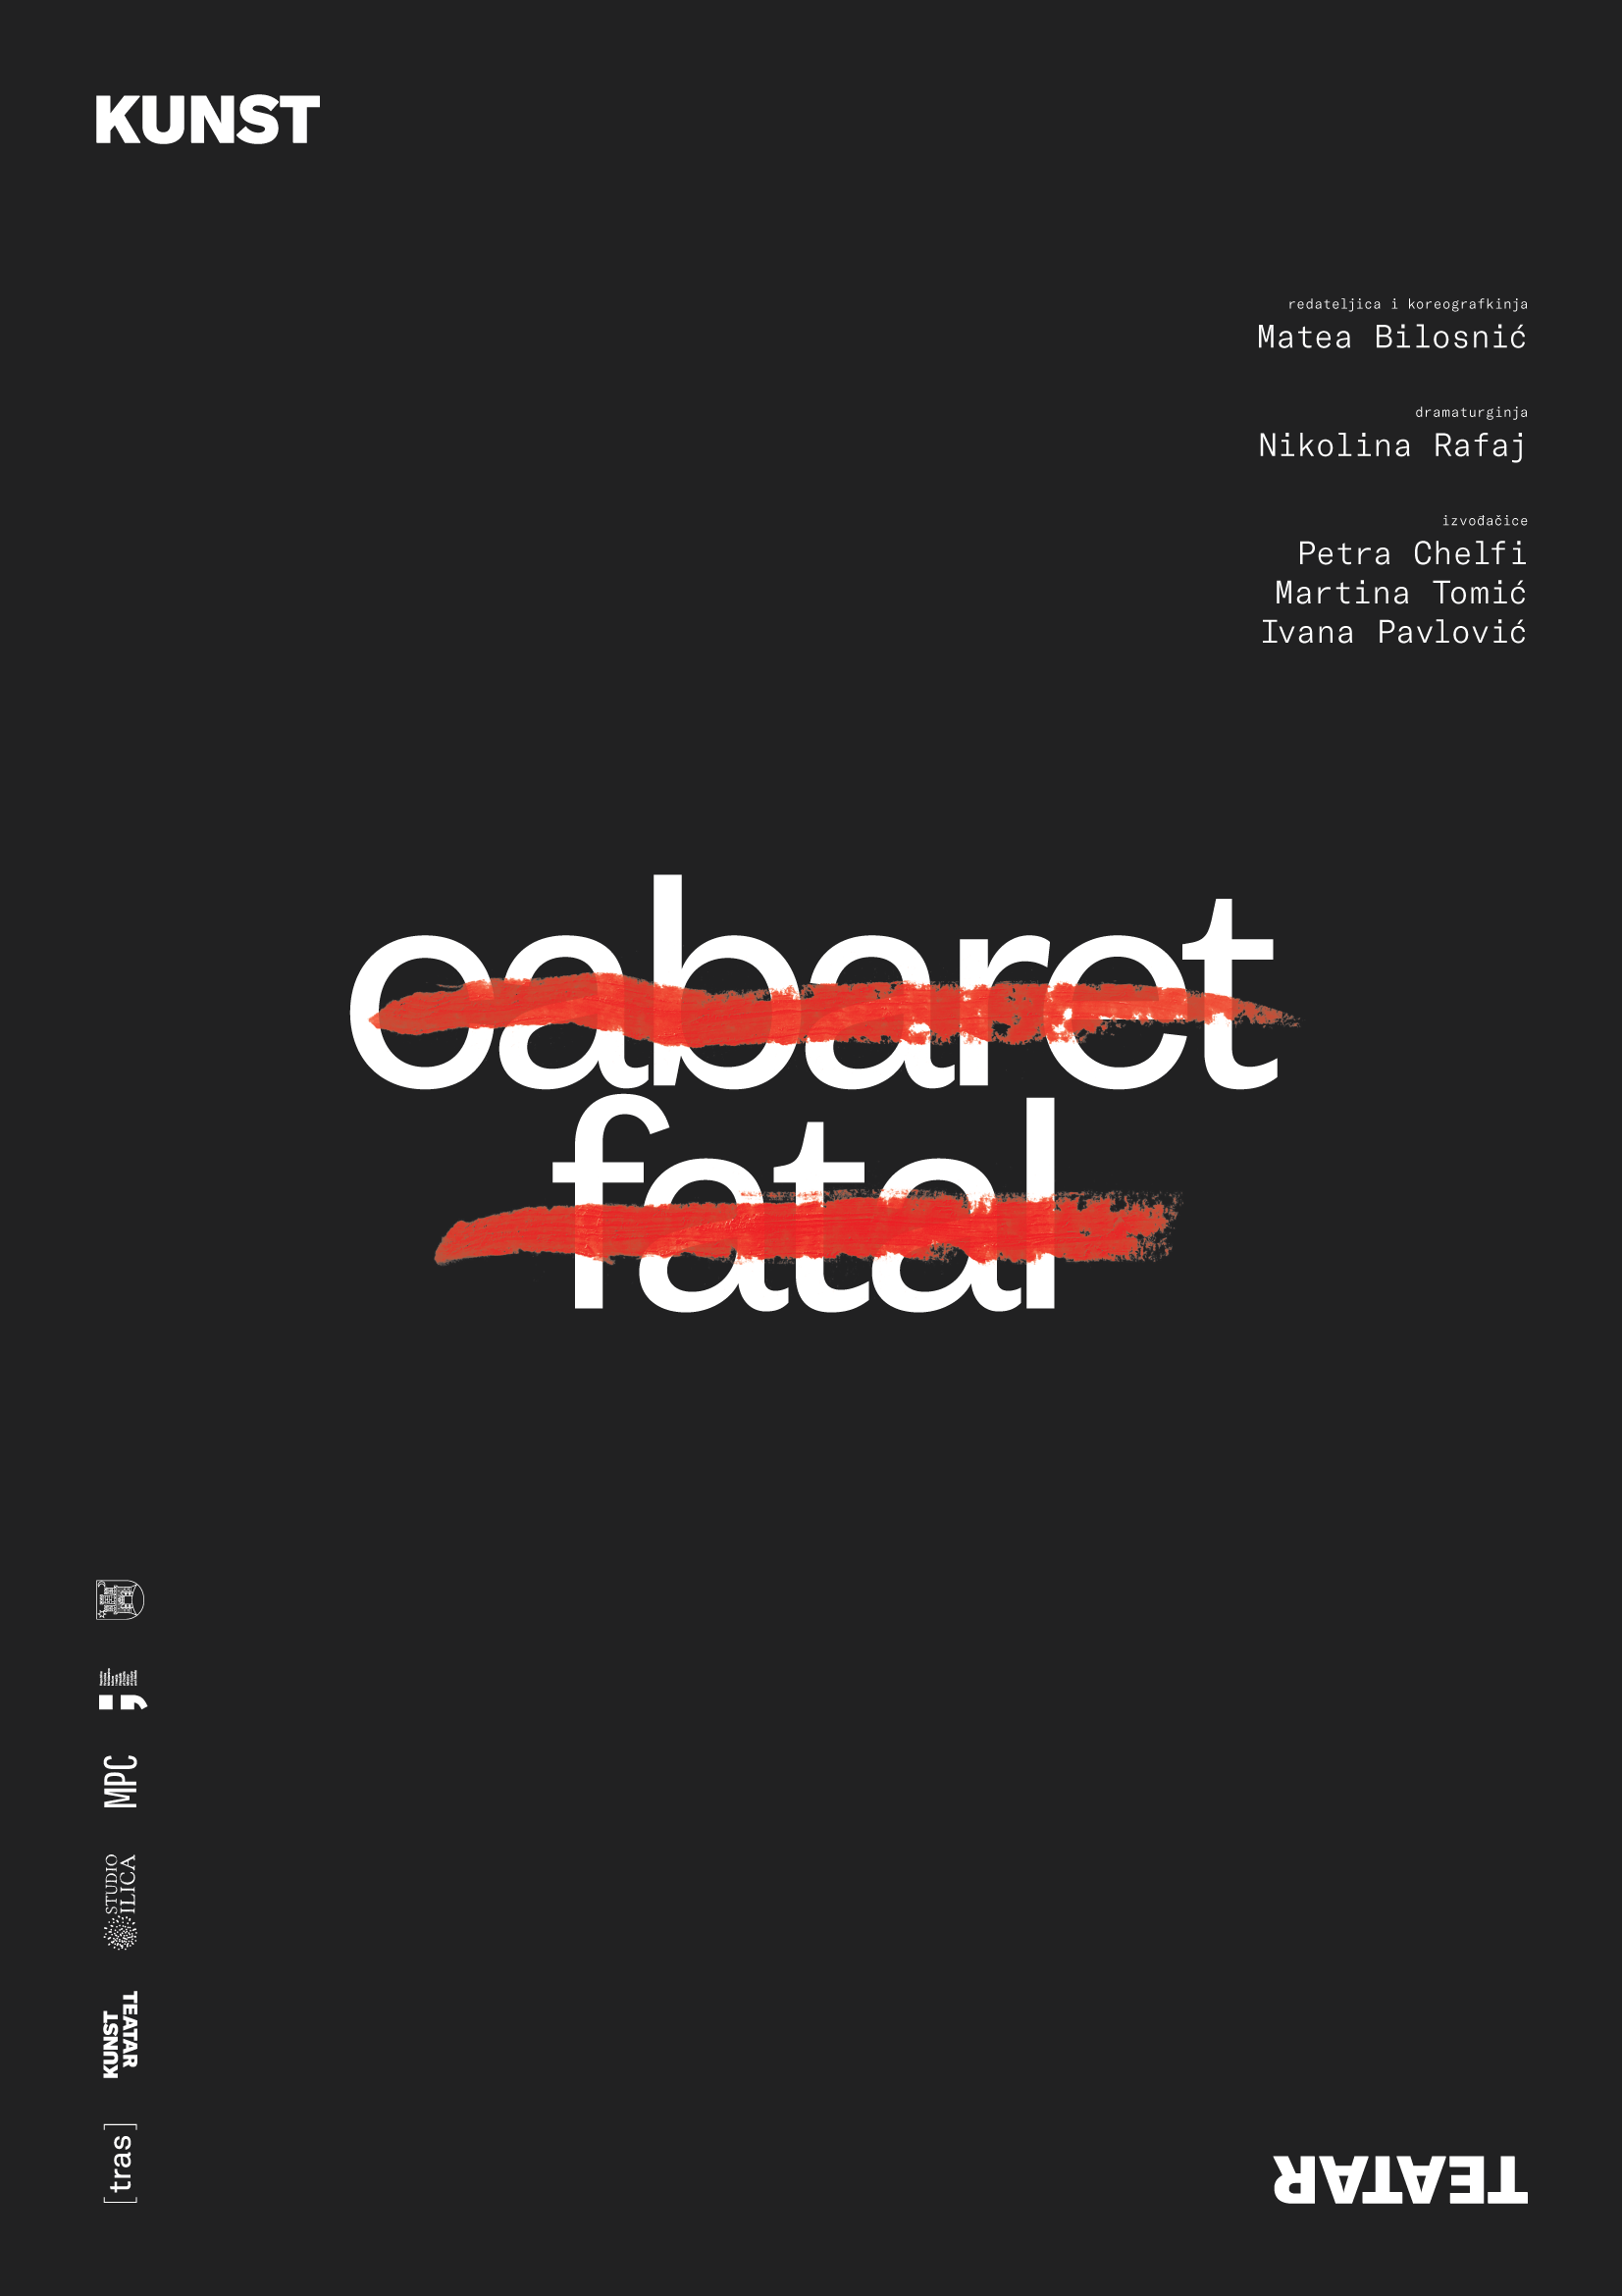 KUNST
redateljica i koreografkinja
Matea Bilosnić
dramaturginja
Nikolina Rafaj
izvođačice
Petra Chelfi
Martina Tomić
Ivana Pavlović
cabaret
fatal
MPC
STUDIO
ILICA
KUNST
TEATAR
[tras]
TEATAR